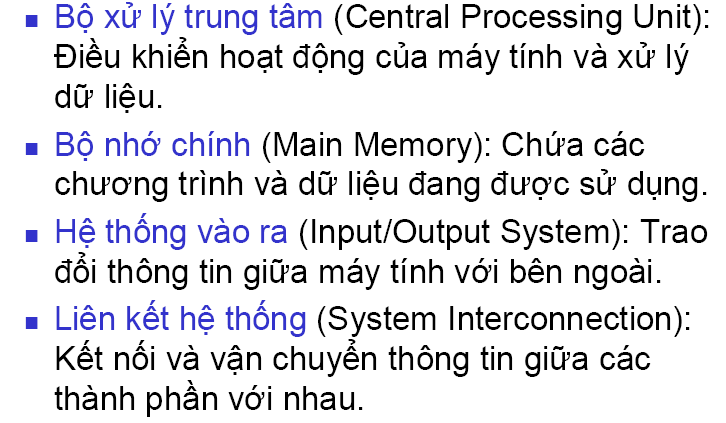 Bộ xử lý trung tâm (Central Processing Unit):
Điều khiển hoạt động của máy tính và xử lý
dữ liệu.
Bộ nhớ chính (Main Memory): Chứa các
chương trình và dữ liệu đang được sử dụng.
Hệ thống vào ra (Input/Output System): Trao
đổi thông tin giữa máy tính với bên ngoài.
Liên kết hệ thống (System Interconnection):
Kết nối và vận chuyển thông tin giữa các
thành phần với nhau.